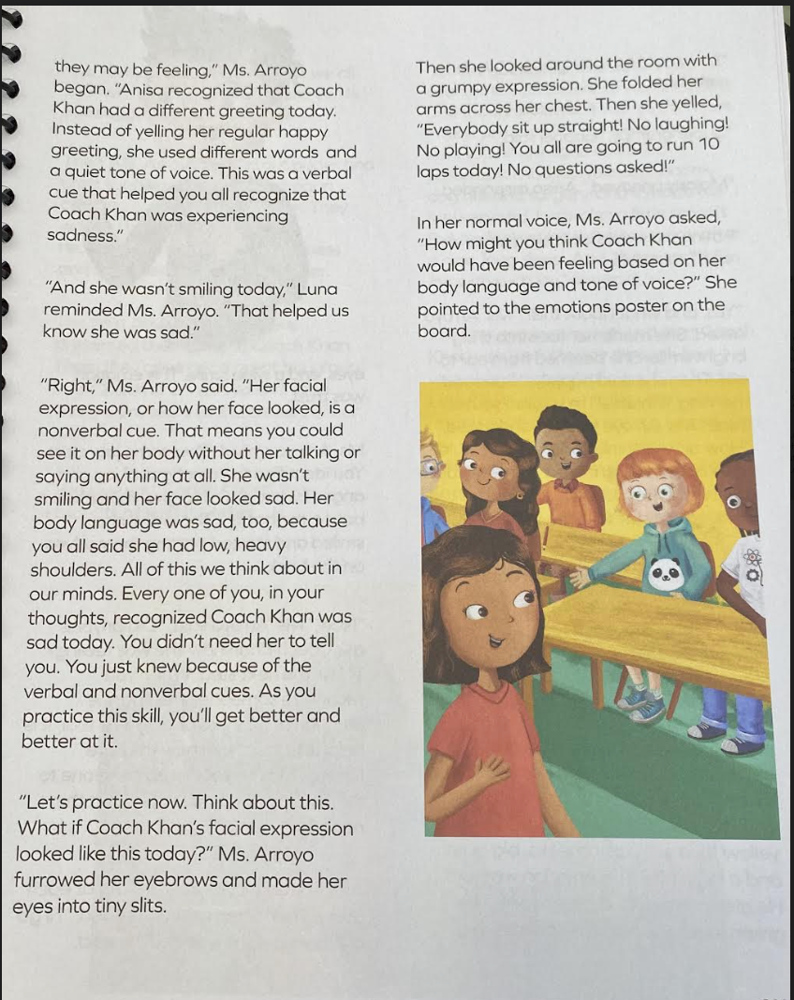 they may be feeling,” Ms. Arroyo
began. “Anisa recognized that Coach
Khan had a different greeting today.
Instead of yelling her regular happy
greeting, she used different words and
a quiet tone of voice. This was a verbal
cue that helped you all recognize that
Coach Khan was experiencing
sadness.”
“And she wasn’t smiling today,” Luna
reminded Ms. Arroyo. “That helped us
know she was sad.”
“Right,” Ms. Arroyo said. “Her facial
expression, or how her face looked, is a
nonverbal cue. That means you could
see it on her body without her talking or
saying anything at all. She wasn’t
smiling and her face looked sad. Her
body language was sad, too, because
you all said she had low, heavy
shoulders. All of this we think about in
our minds. Every one of you, in your
thoughts, recognized Coach Khan was
sad today. You didn’t need her to tell
you. You just knew because of the
verbal and nonverbal cues. As you
practice this skill, you’ll get better and
better at it.
“Let’s practice now. Think about this.
What if Coach Khan’s facial expression
looked like this today?” Ms. Arroyo
furrowed her eyebrows and made her
eyes into tiny slits.
Then she looked around the room with
a grumpy expression. She folded her
arms across her chest. Then she yelled,
“Everybody sit up straight! No laughing!
No playing! You all are going to run 10
laps today! No questions asked!”
In her normal voice, Ms. Arroyo asked,
“How might you think Coach Khan
would have been feeling based on her
body language and tone of voice?” She
pointed to the emotions poster on the
board.